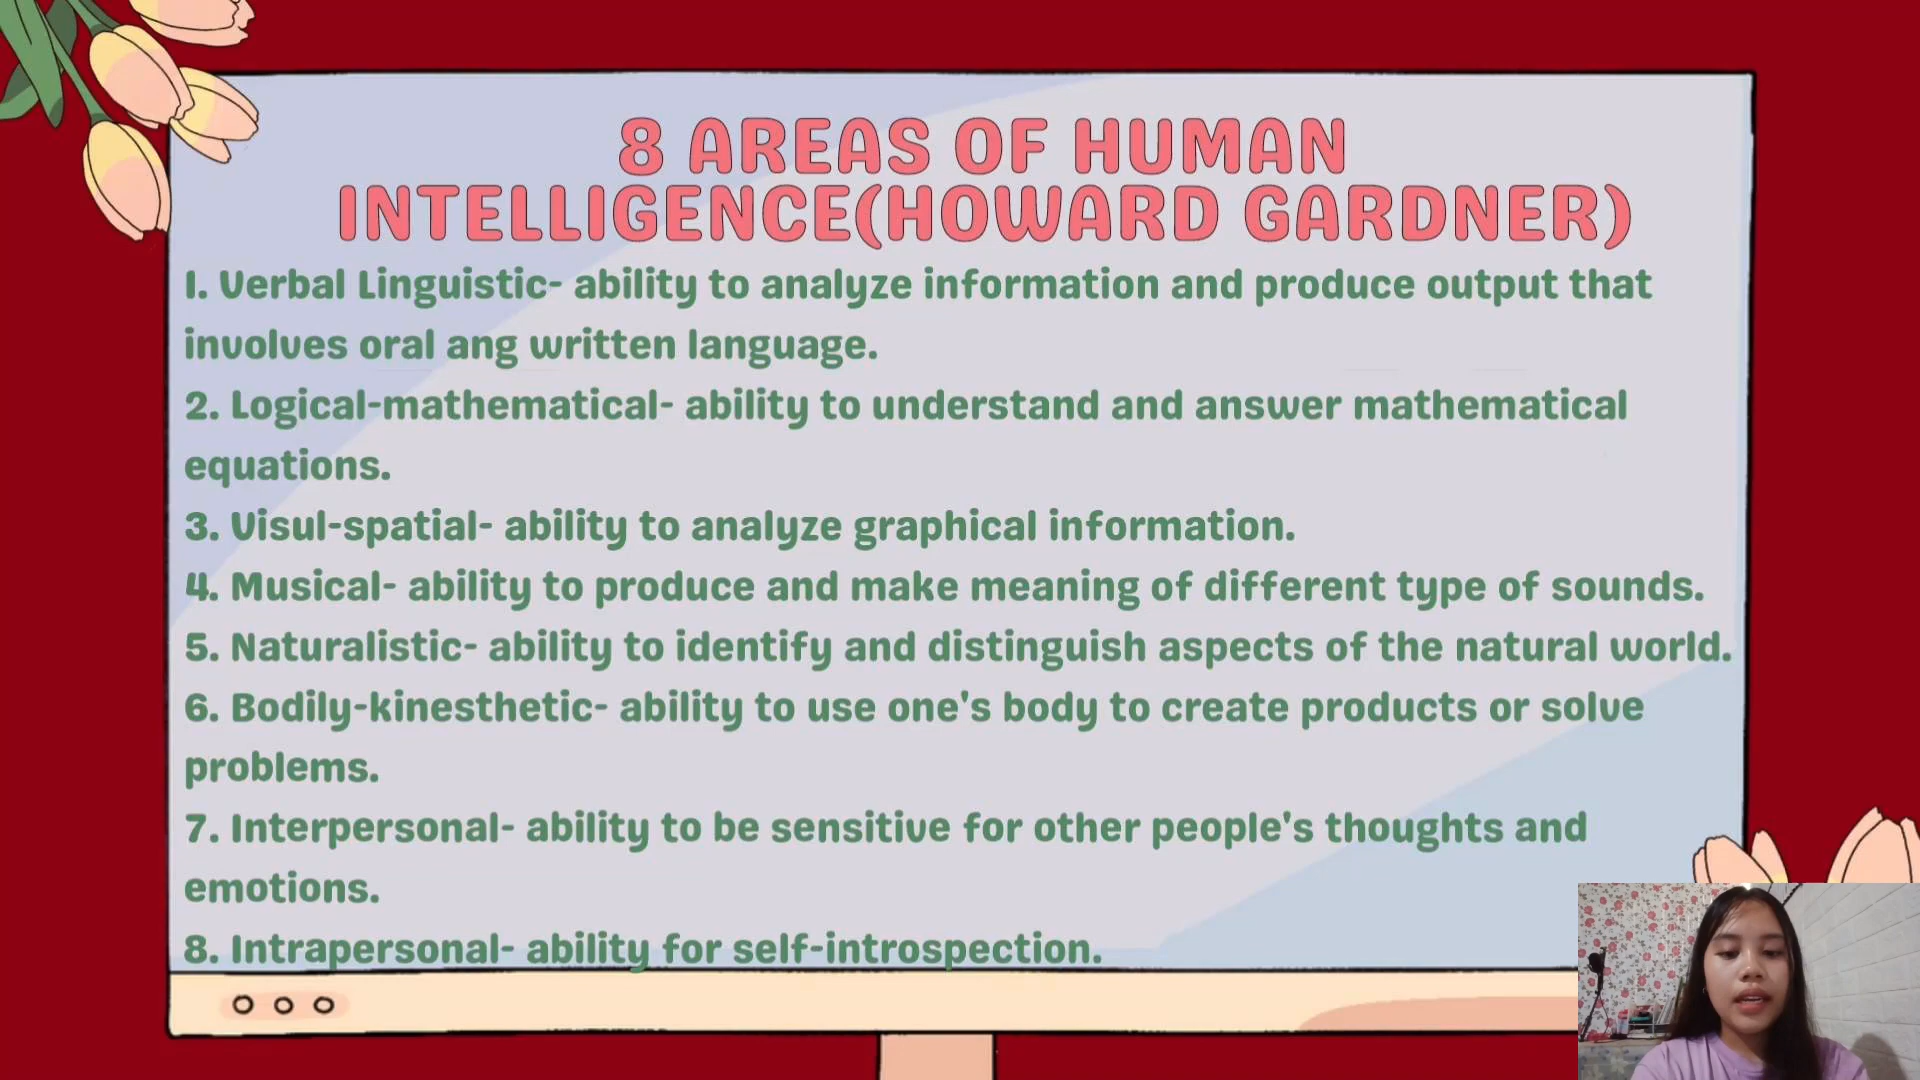 8 AREAS OF HUMAN
INTELLIGENCE(HOWARD GARDNER)
1. Verbal Linguistic- ability to analyze information and produce output that
involves oral ang written language.
2. Logical-mathematical- ability to understand and answer mathematical
equations.
3. Visul-spatial- ability to analyze graphical information.
4. Musical- ability to produce and make meaning of different type of sounds.
5. Naturalistic- ability to identify and distinguish aspects of the natural world.
6. Bodily-kinesthetic- ability to use one's body to create products or solve
problems.
7. Interpersonal- ability to be sensitive for other people's thoughts and
emotions.
8. Intrapersonal- ability for self-introspection.